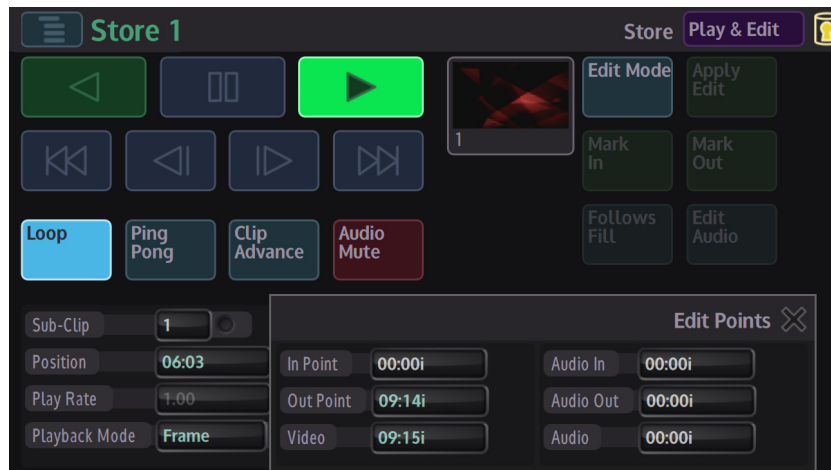 Store 1
Store Play & Edit
Edit Mode
Apply
Edit
1
Mark
In
Mark
Out
Loop
Ping
Pong
Clip
Advance
Audio
Mute
Follows
Fill
Edit
Audio
Edit Points
Sub-Clip 1
Position 06:03
Play Rate 1.00
Playback Mode Frame
In Point 00:00i
Out Point 09:14i
Video 09:15i
Audio In 00:00i
Audio Out 00:00i
Audio 00:00i